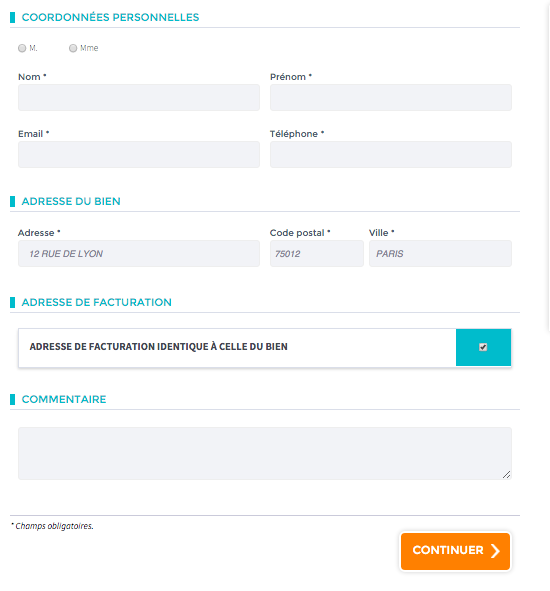 COORDONNÉES PERSONNELLES
M. Mme
Nom * Prénom *
Email * Téléphone *
ADRESSE DU BIEN
Adresse * Code postal * Ville *
12 RUE DE LYON 75012 PARIS
ADRESSE DE FACTURATION
ADRESSE DE FACTURATION IDENTIQUE À CELLE DU BIEN
COMMENTAIRE
* Champs obligatoires.
CONTINUER